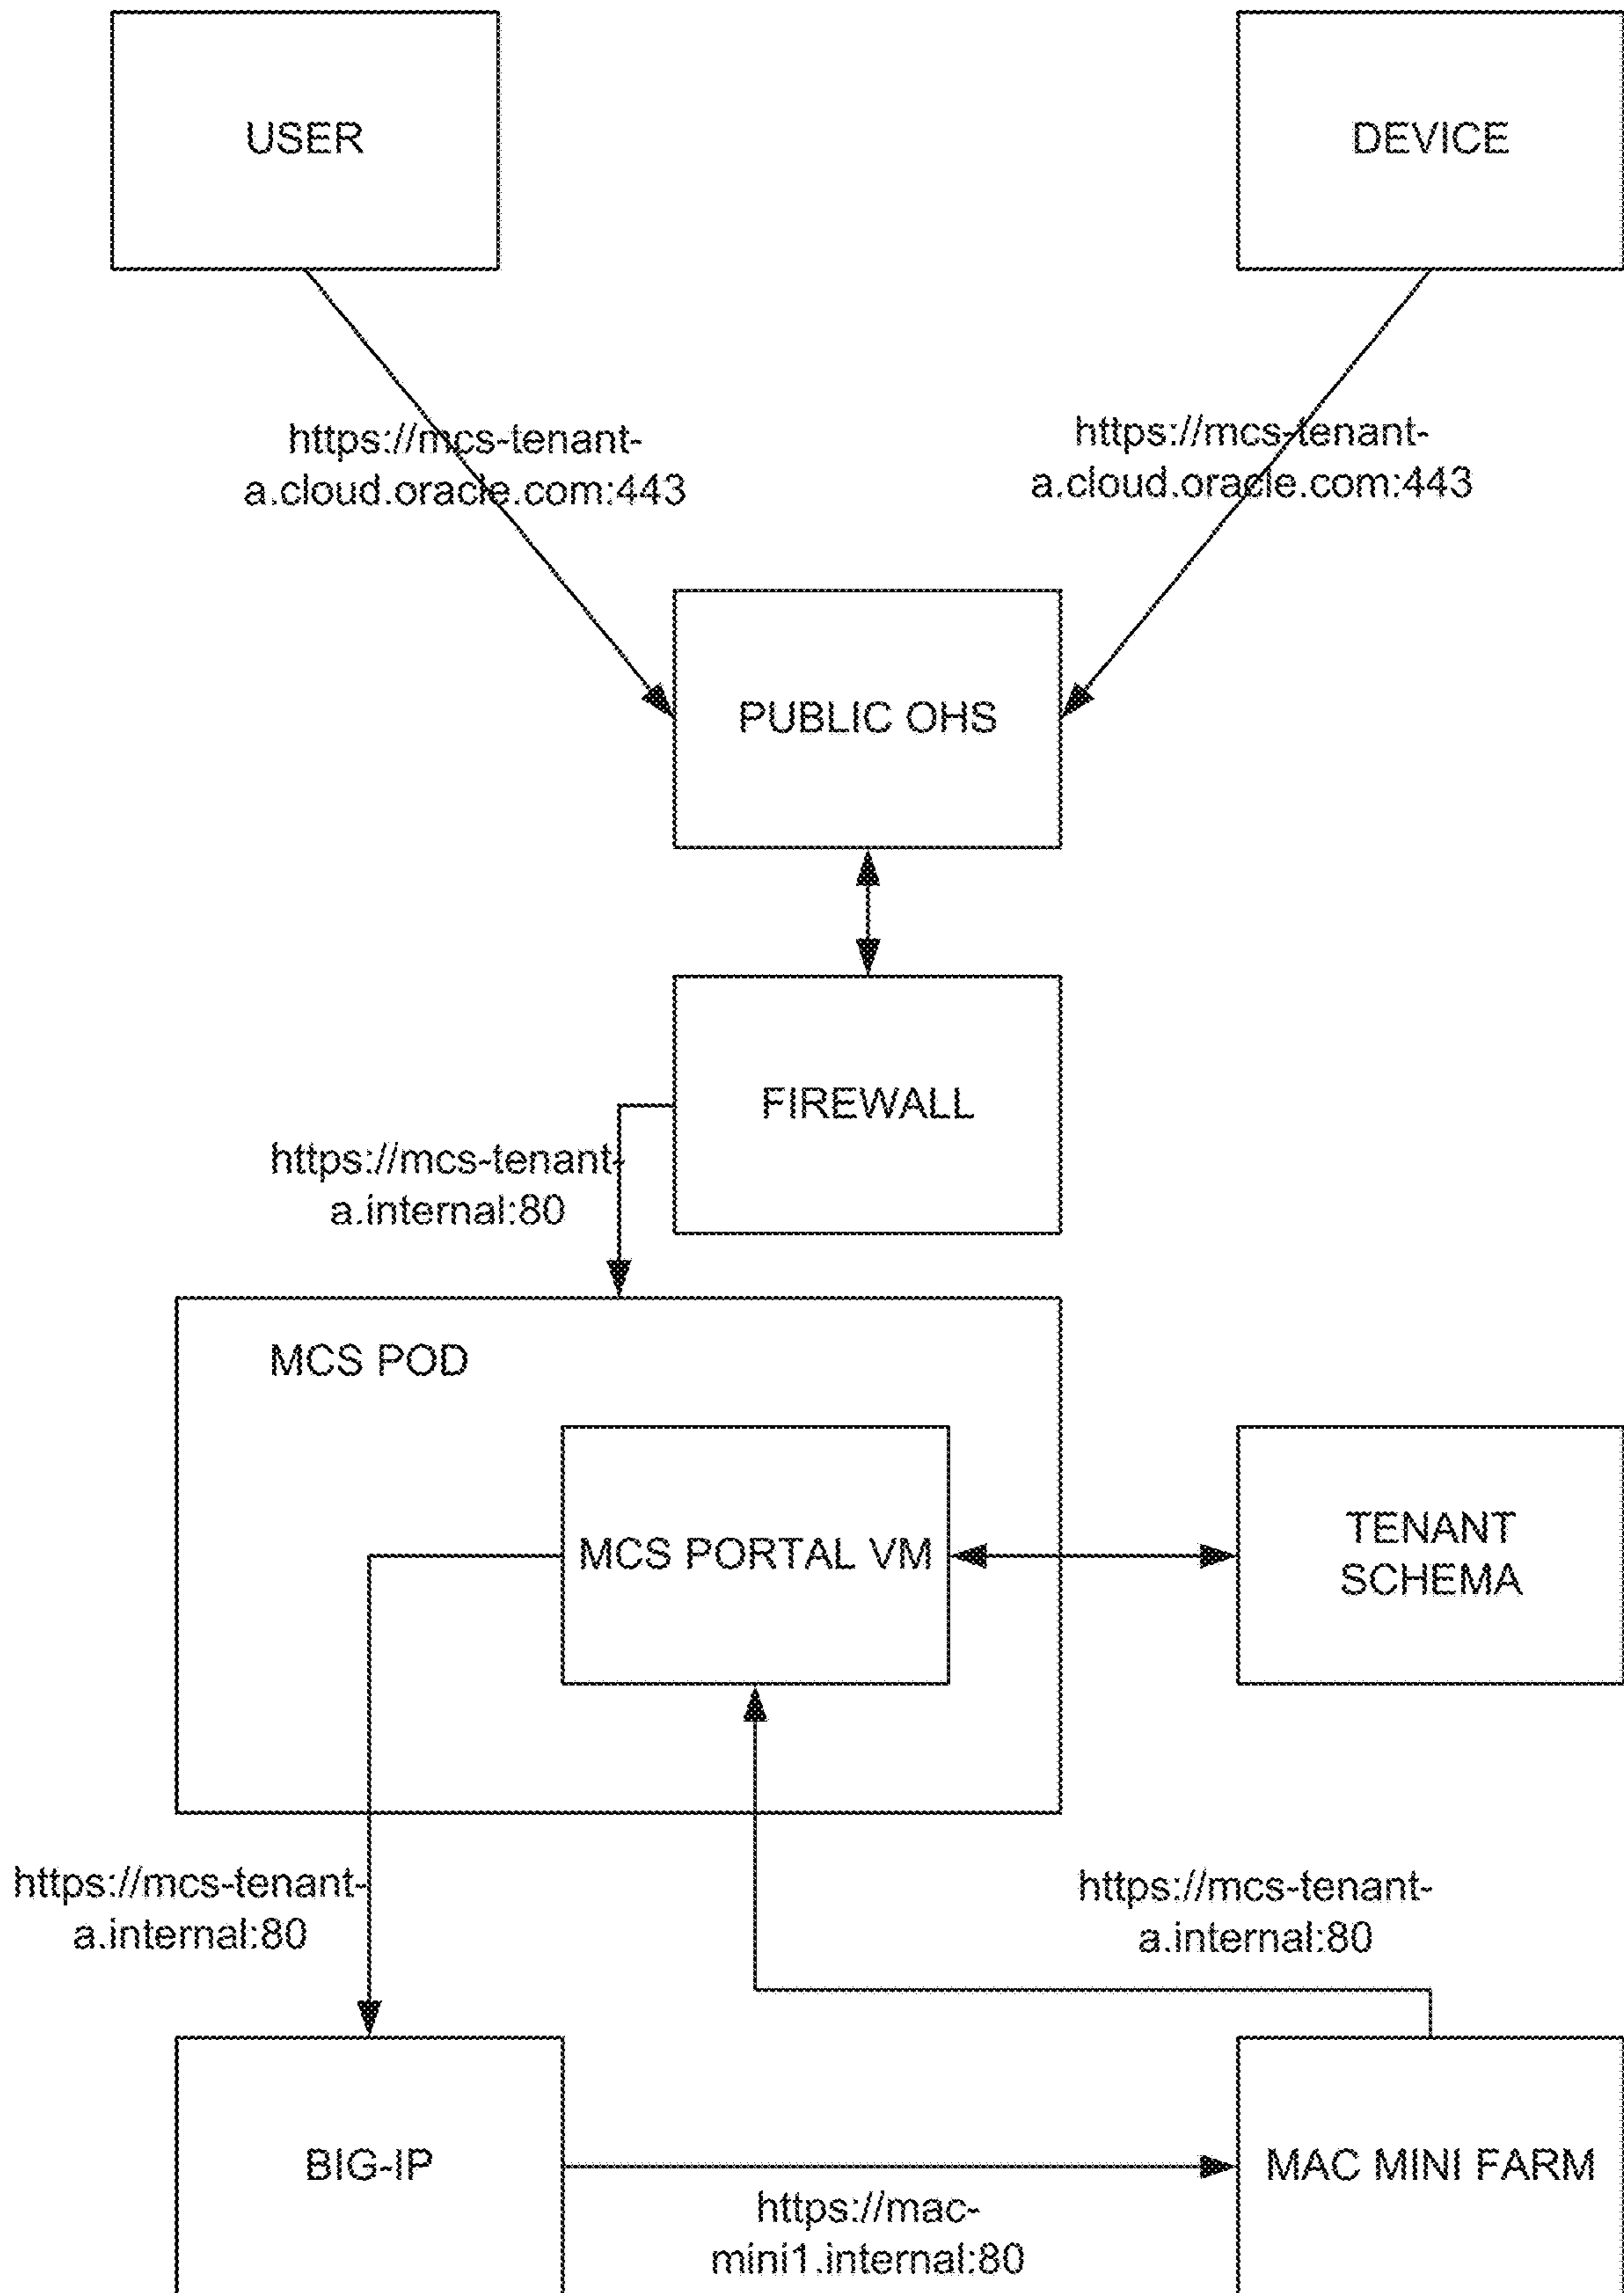 USER
DEVICE
https://mcs-tenant-
a.cloud.oracle.com:443
https://mcs-tenant-
a.cloud.oracle.com:443
PUBLIC OHS
FIREWALL
https://mcs-tenant-
a.internal:80
MCS POD
MCS PORTAL VM
TENANT
SCHEMA
https://mcs-tenant-
a.internal:80
https://mcs-tenant-
a.internal:80
BIG-IP
MAC MINI FARM
https://mac-
mini1.internal:80